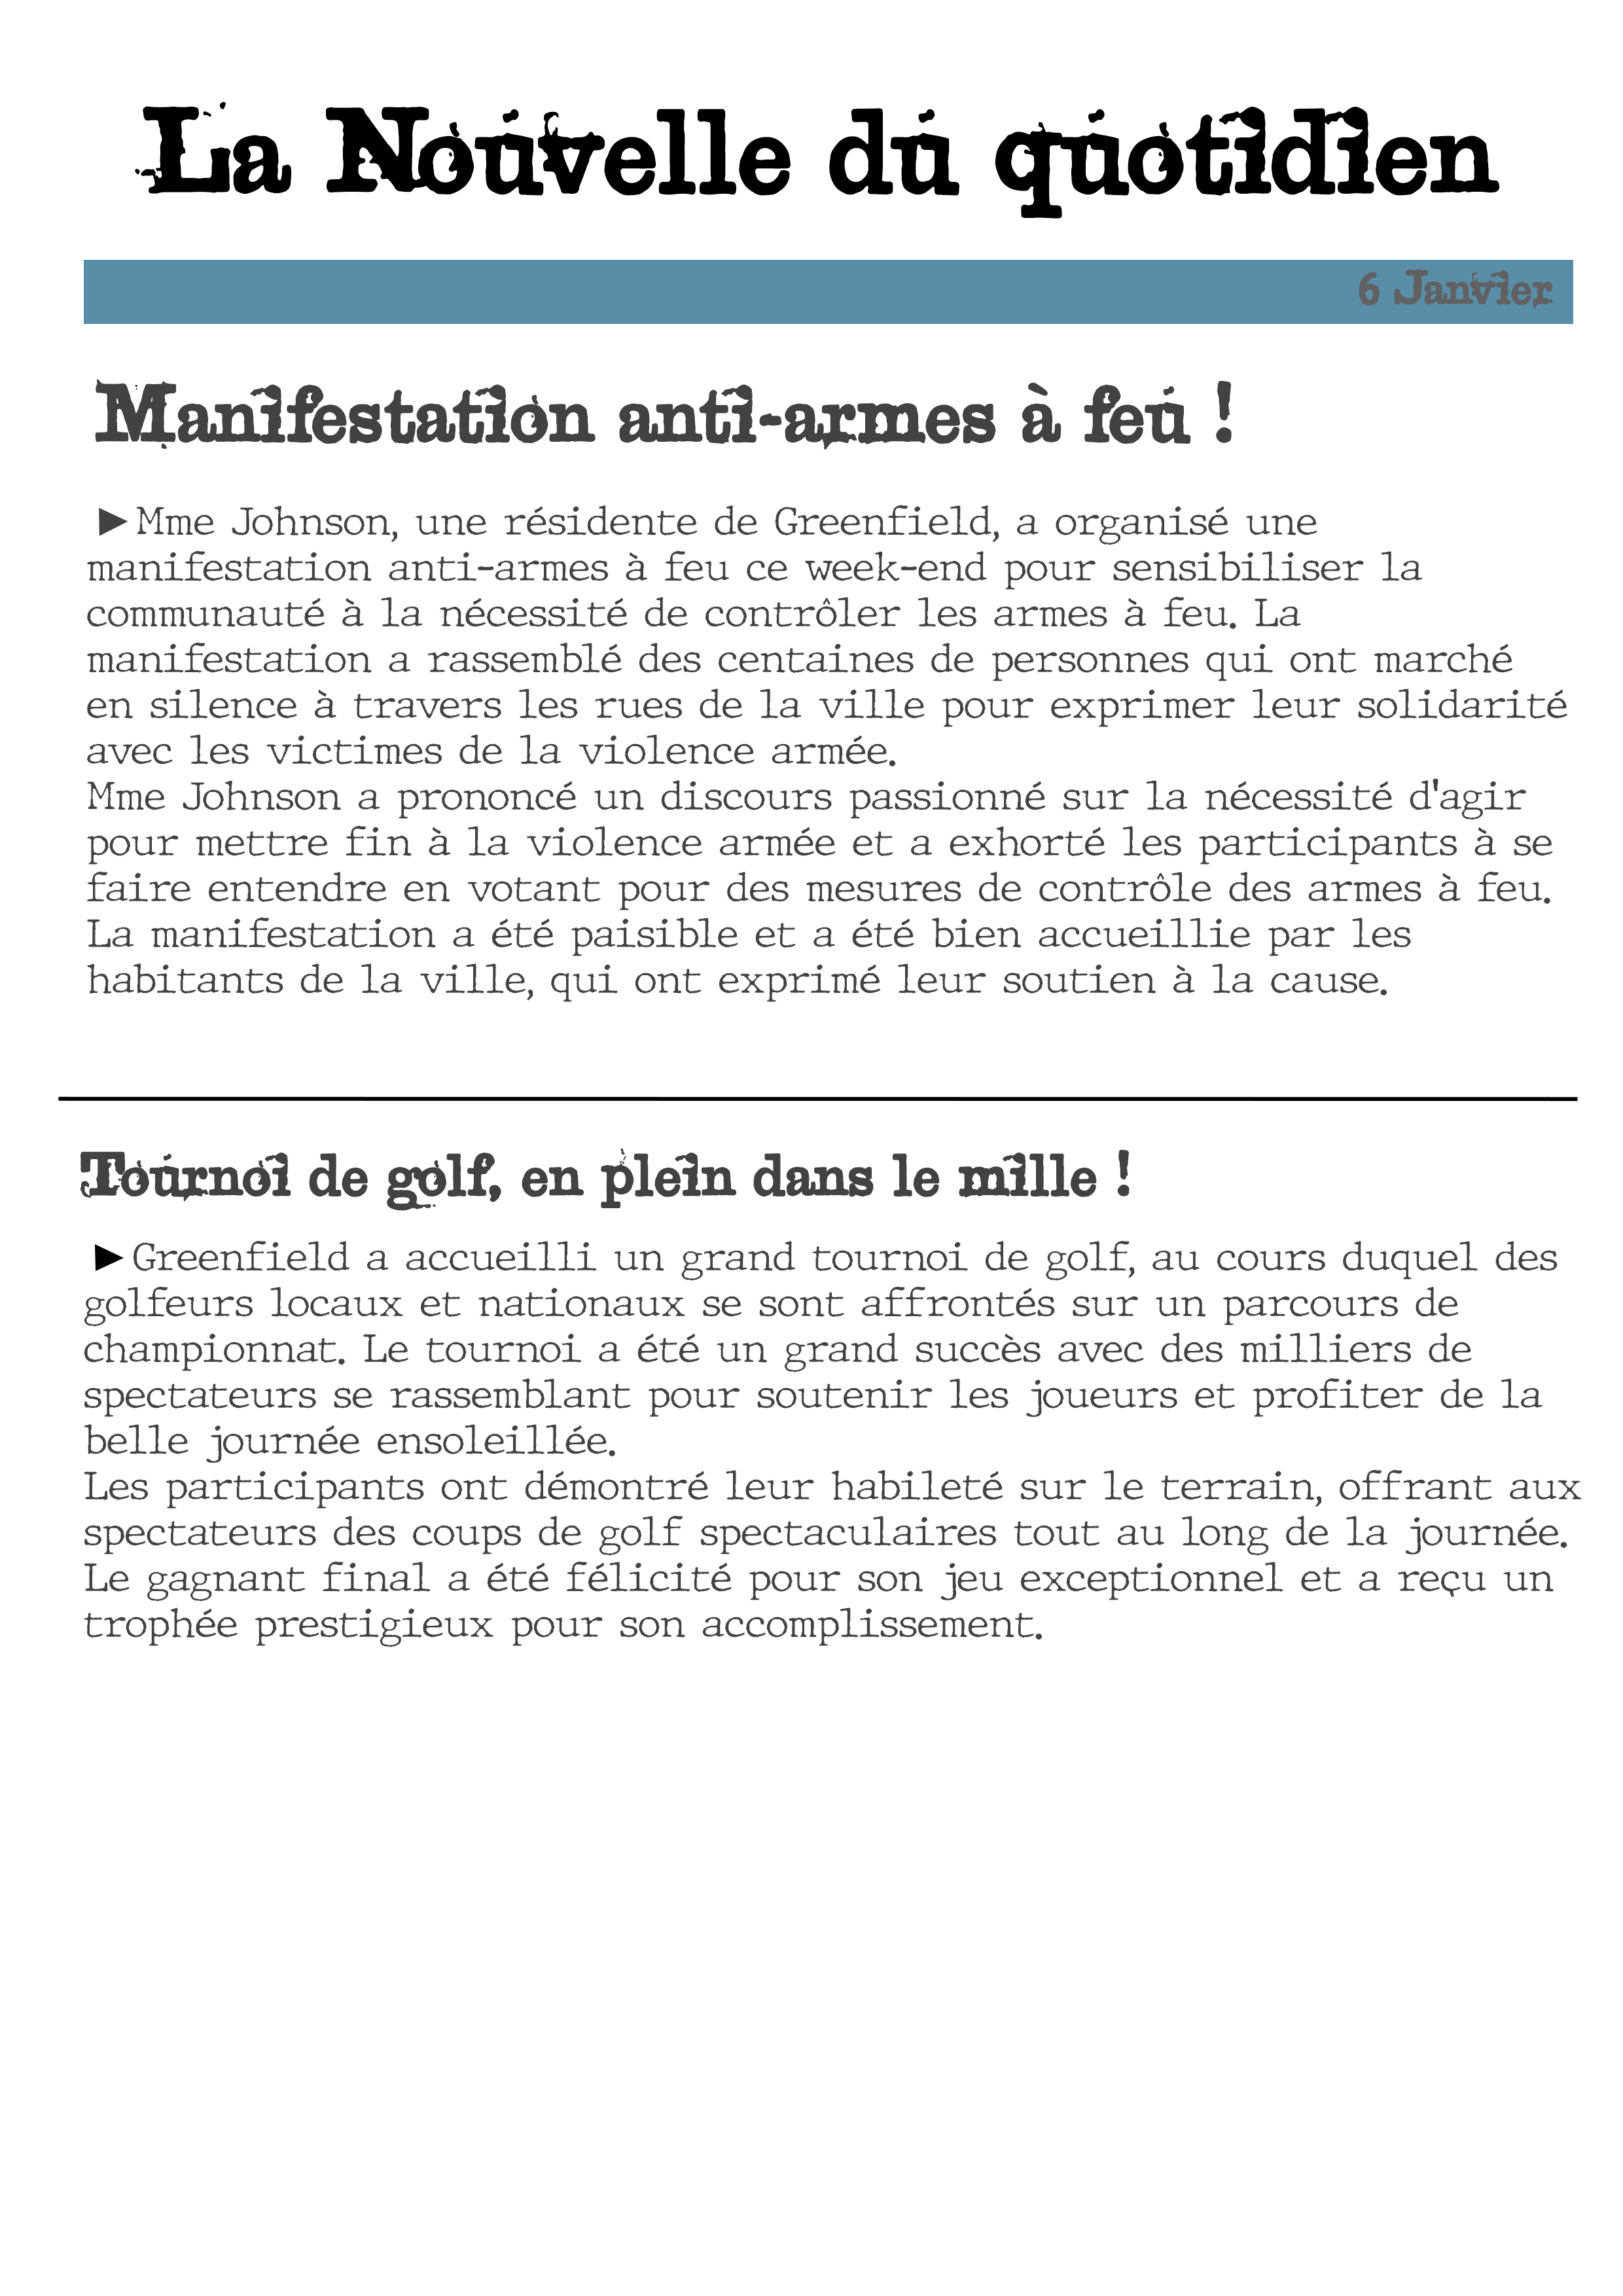 La Nouvelle du quotidien
6 Janvier
Manifestation anti-armes à feu !
►Mme Johnson, une résidente de Greenfield, a organisé une
manifestation anti-armes à feu ce week-end pour sensibiliser la
communauté à la nécessité de contrôler les armes à feu. La
manifestation a rassemblé des centaines de personnes qui ont marché
en silence à travers les rues de la ville pour exprimer leur solidarité
avec les victimes de la violence armée.
Mme Johnson a prononcé un discours passionné sur la nécessité d'agir
pour mettre fin à la violence armée et a exhorté les participants à se
faire entendre en votant pour des mesures de contrôle des armes à feu.
La manifestation a été paisible et a été bien accueillie par les
habitants de la ville, qui ont exprimé leur soutien à la cause.
Tournoi de golf, en plein dans le mille !
►Greenfield a accueilli un grand tournoi de golf, au cours duquel des
golfeurs locaux et nationaux se sont affrontés sur un parcours de
championnat. Le tournoi a été un grand succès avec des milliers de
spectateurs se rassemblant pour soutenir les joueurs et profiter de la
belle journée ensoleillée.
Les participants ont démontré leur habileté sur le terrain, offrant aux
spectateurs des coups de golf spectaculaires tout au long de la journée.
Le gagnant final a été félicité pour son jeu exceptionnel et a reçu un
trophée prestigieux pour son accomplissement.